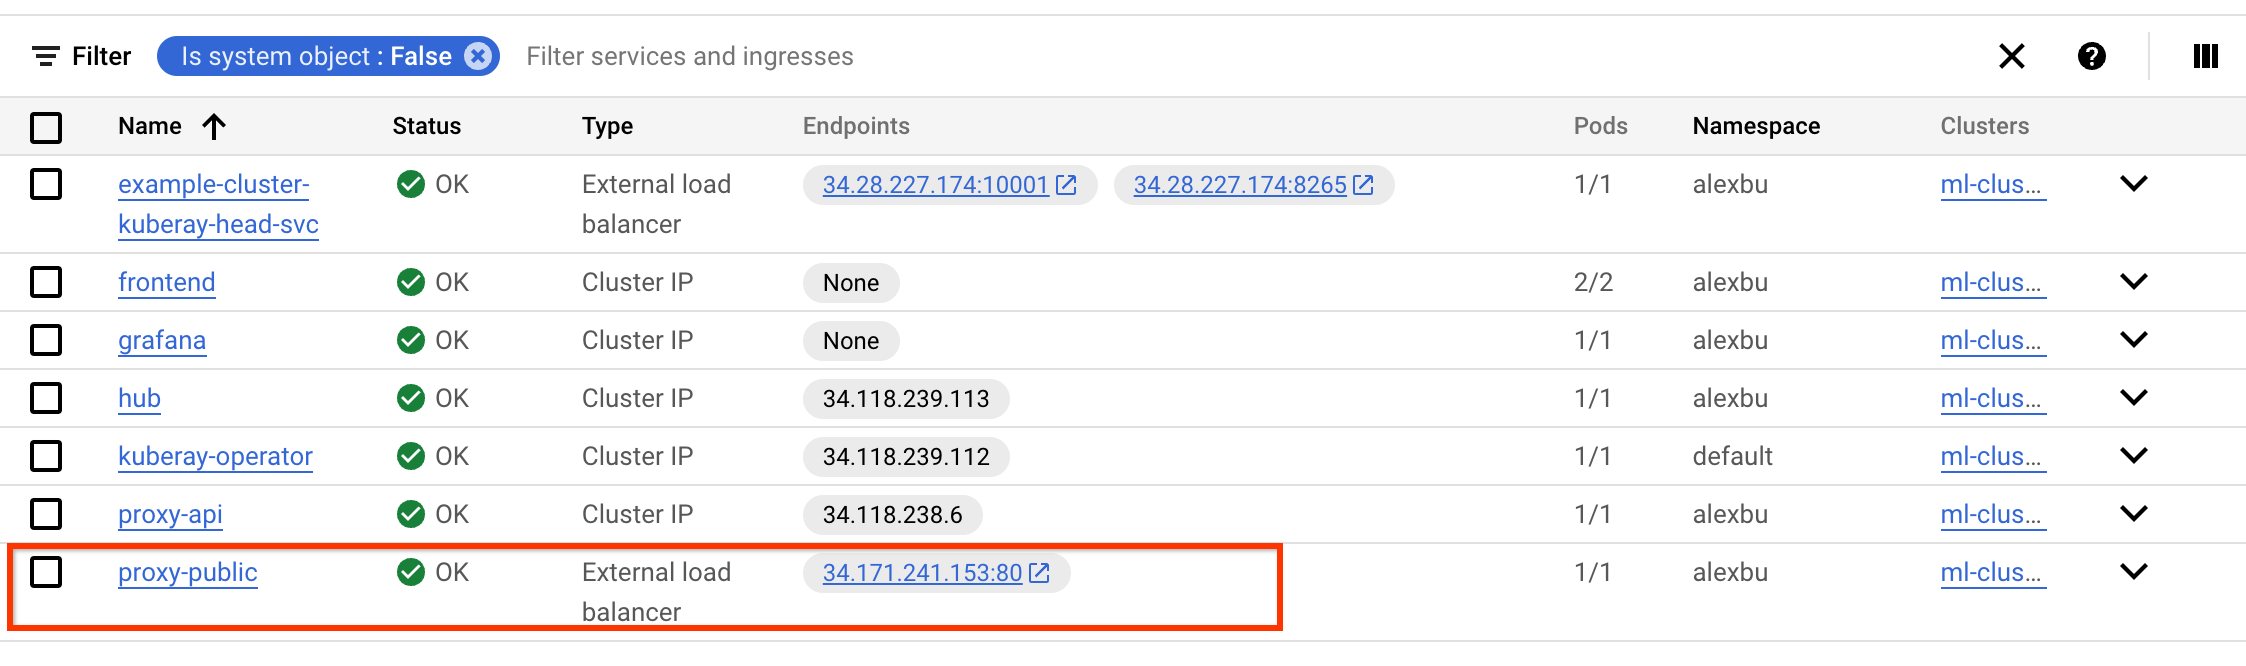 Filter Is system object : False Filter services and ingresses
Name Status Type Endpoints Pods Namespace Clusters
example-cluster- OK External load 34.28.227.174:10001 34.28.227.174:8265 1/1 alexbu ml-clus...
kuberay-head-svc balancer
frontend OK Cluster IP None 2/2 alexbu ml-clus...
grafana OK Cluster IP None 1/1 alexbu ml-clus...
hub OK Cluster IP 34.118.239.113 1/1 alexbu ml-clus...
kuberay-operator OK Cluster IP 34.118.239.112 1/1 default ml-clus...
proxy-api OK Cluster IP 34.118.238.6 1/1 alexbu ml-clus...
proxy-public OK External load 34.171.241.153:80 1/1 alexbu ml-clus...
balancer